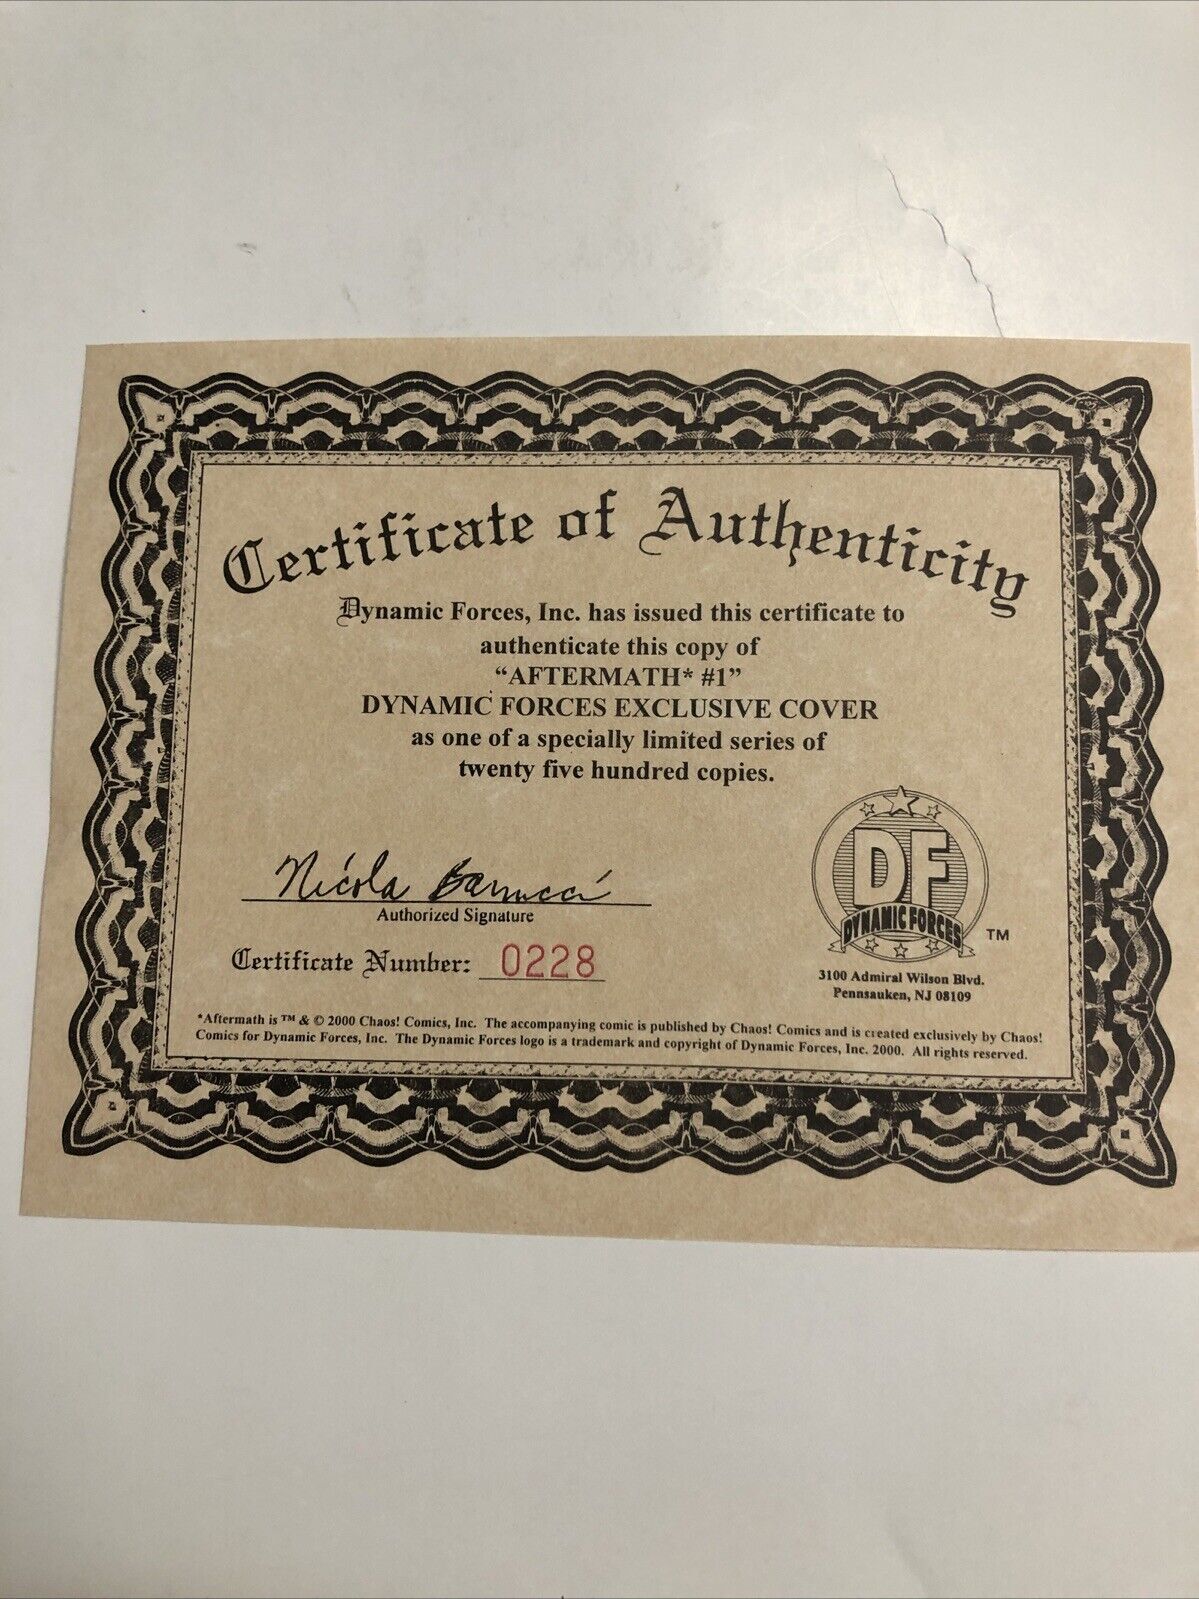 Certificate of Authenticity
Dynamic Forces, Inc. has issued this certificate to
authenticate this copy of
“AFTERMATH* #1”
DYNAMIC FORCES EXCLUSIVE COVER
as one of a specially limited series of
twenty five hundred copies.
Nicola Barrucci
Authorized Signature
Certificate Number: 0228
DF
DYNAMIC FORCES
TM
3100 Admiral Wilson Blvd.
Pennsauken, NJ 08109
*Aftermath is ™ & © 2000 Chaos! Comics, Inc. The accompanying comic is published by Chaos! Comics and is created exclusively by Chaos!
Comics for Dynamic Forces, Inc. The Dynamic Forces logo is a trademark and copyright of Dynamic Forces, Inc. 2000. All rights reserved.